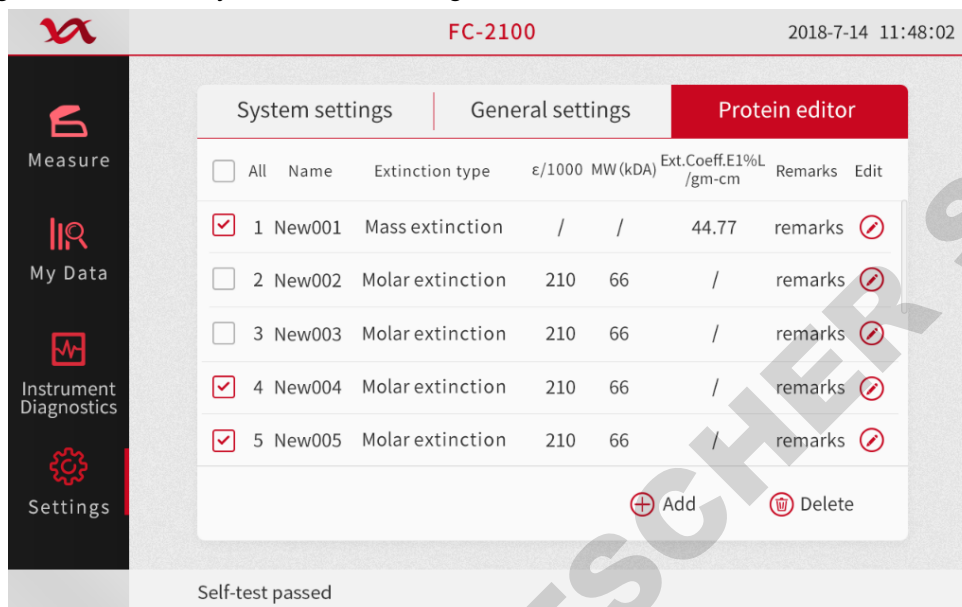 FC-2100 2018-7-14 11:48:02
System settings General settings Protein editor
Measure
All Name Extinction type ε/1000 MW(kDA) Ext.Coeff.E1%L /gm-cm Remarks Edit
1 New001 Mass extinction / / 44.77 remarks
My Data
2 New002 Molar extinction 210 66 / remarks
3 New003 Molar extinction 210 66 / remarks
Instrument
Diagnostics
4 New004 Molar extinction 210 66 / remarks
5 New005 Molar extinction 210 66 / remarks
Settings
Add Delete
Self-test passed